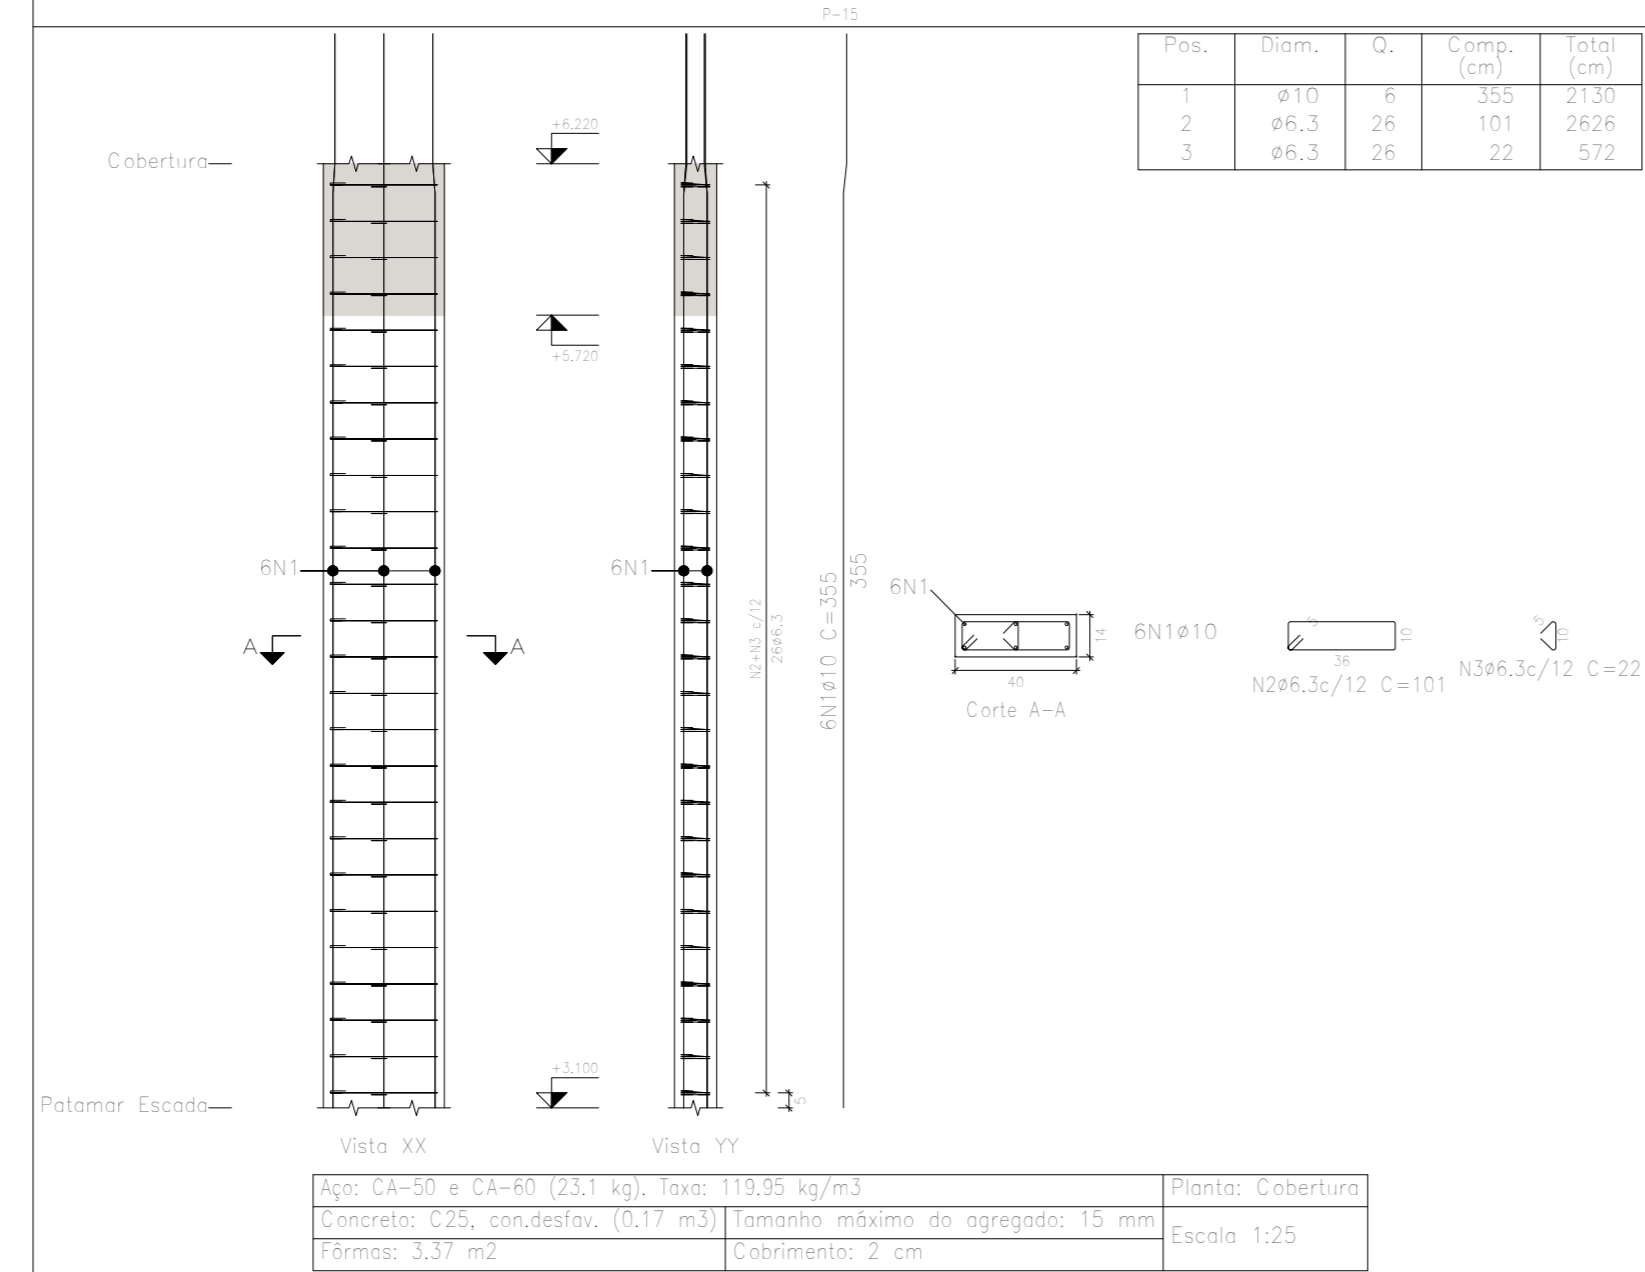 P-15
Pos. Diam. Q. Comp. (cm) Total (cm)
1 ø10 6 355 2130
2 ø6.3 26 101 2626
3 ø6.3 26 22 572
+6.220
Cobertura
+5.720
6N1
6N1
N2+N3 c/12
26ø6.3
6N1ø10 C=355
355
6N1
14
40
Corte A-A
6N1ø10
5
10
36
N2ø6.3c/12 C=101
5
10
N3ø6.3c/12 C=22
A
A
+3.100
Patamar Escada
5
Vista XX
Vista YY
Aço: CA-50 e CA-60 (23.1 kg). Taxa: 119.95 kg/m3
Planta: Cobertura
Concreto: C25, con.desfav. (0.17 m3)
Tamanho máximo do agregado: 15 mm
Escala 1:25
Fôrmas: 3.37 m2
Cobrimento: 2 cm